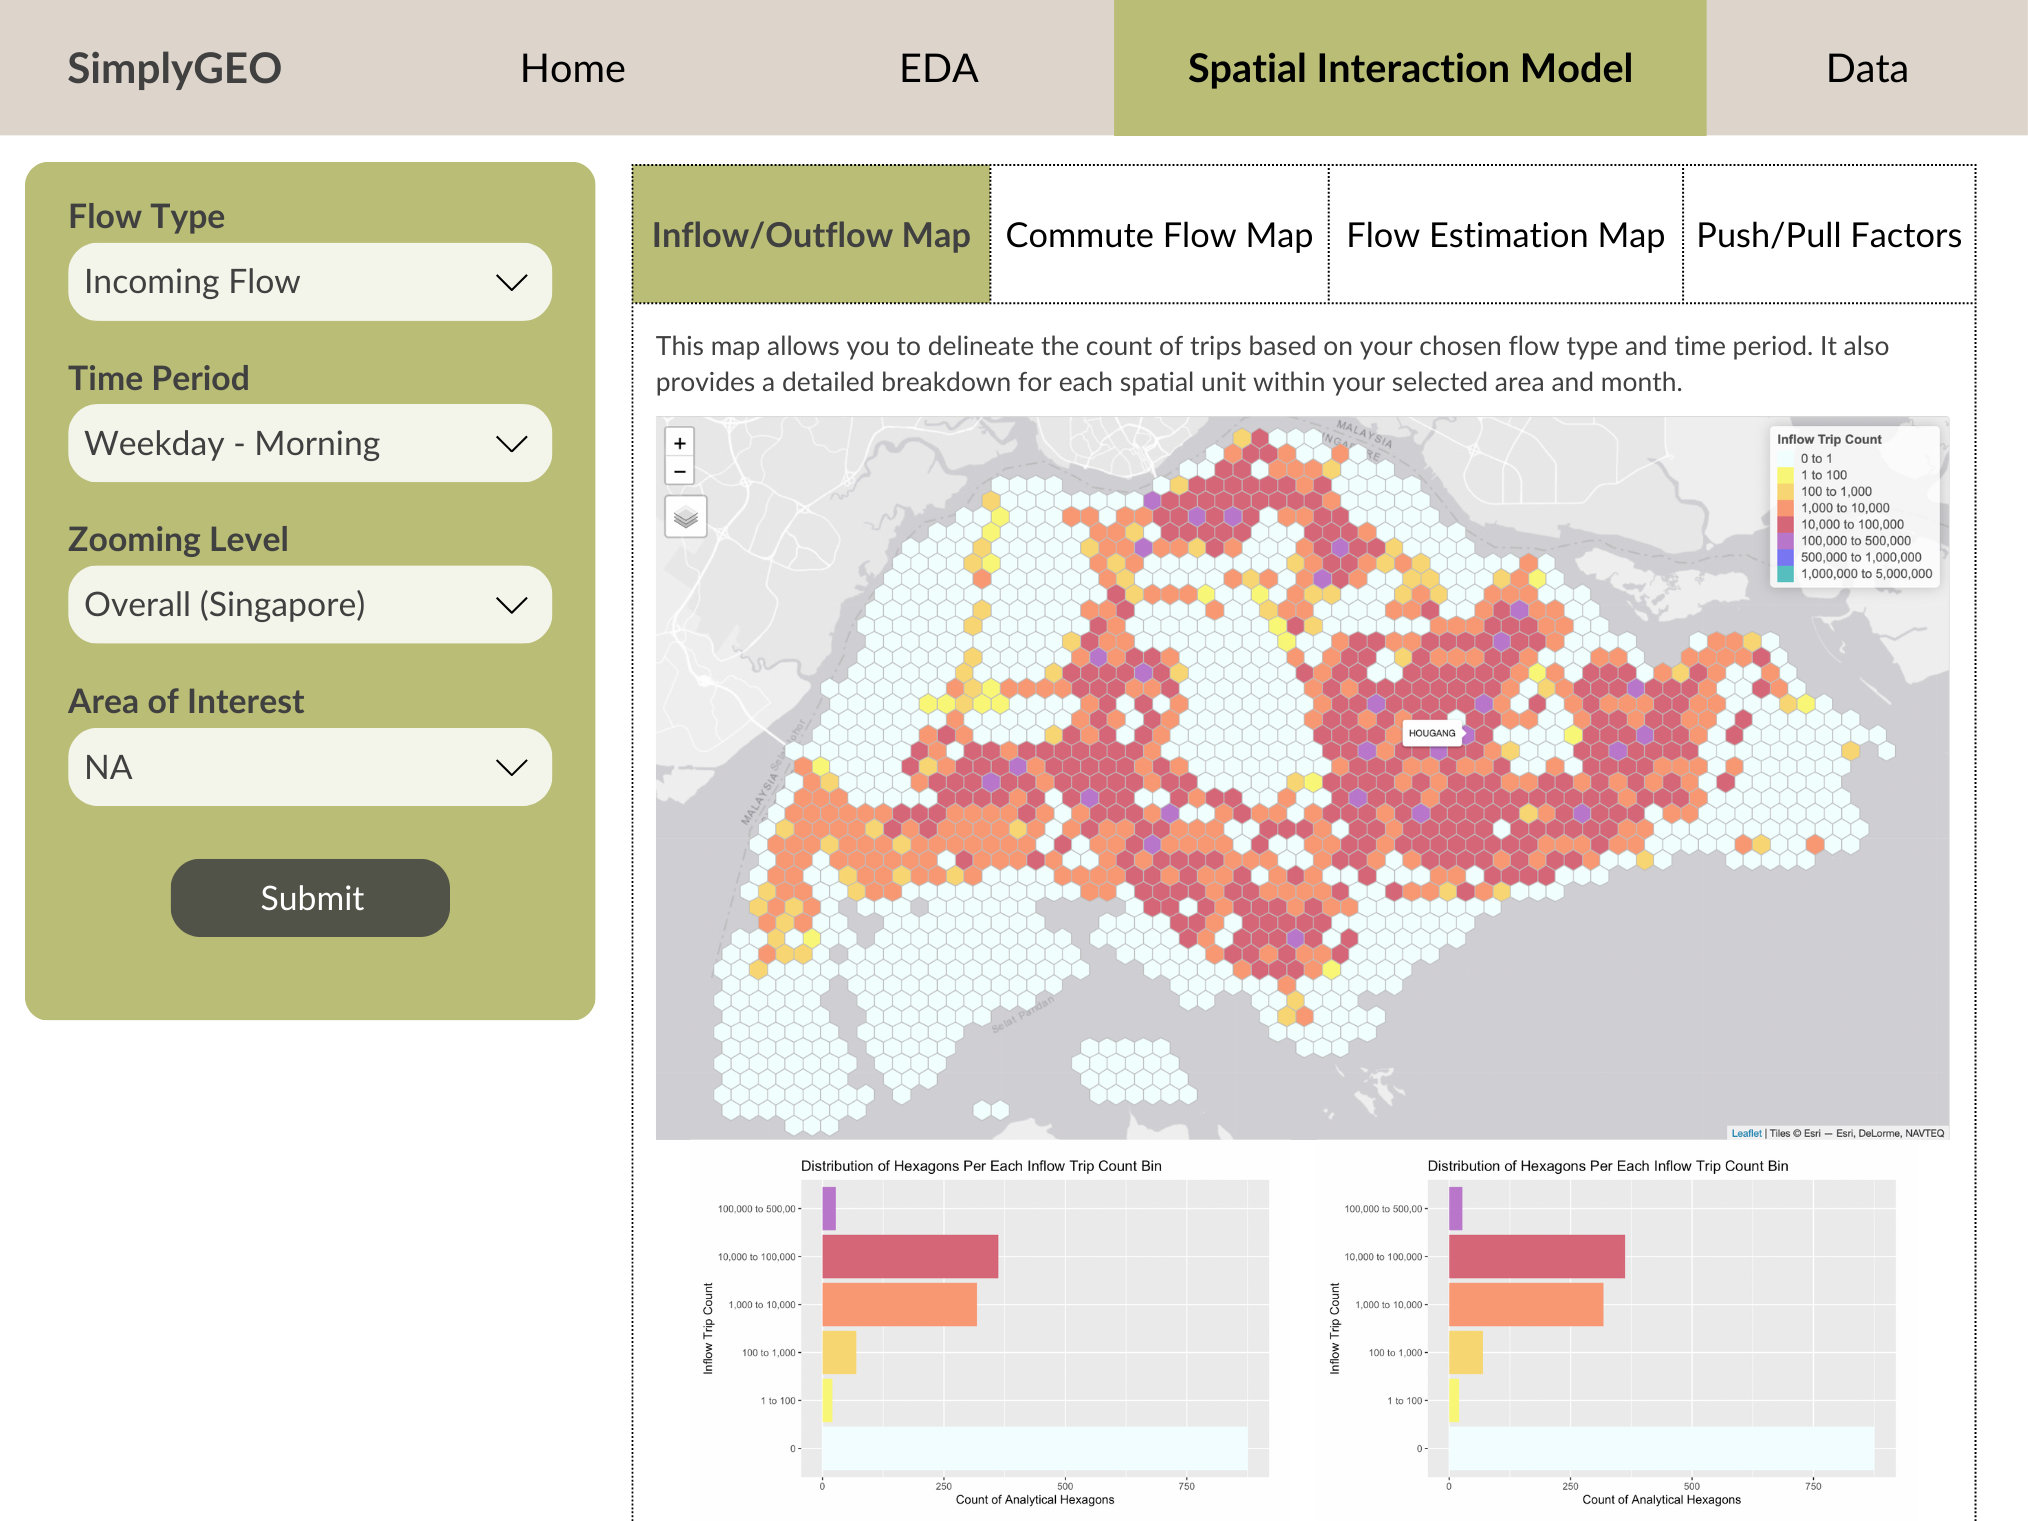 SimplyGEO
Home
EDA
Spatial Interaction Model
Data
Flow Type
Incoming Flow
Time Period
Weekday - Morning
Zooming Level
Overall (Singapore)
Area of Interest
NA
Submit
Inflow/Outflow Map
Commute Flow Map
Flow Estimation Map
Push/Pull Factors
This map allows you to delineate the count of trips based on your chosen flow type and time period. It also
provides a detailed breakdown for each spatial unit within your selected area and month.
+
−
MALAYSIA
Inflow Trip Count
0 to 1
1 to 100
100 to 1,000
1,000 to 10,000
10,000 to 100,000
100,000 to 500,000
500,000 to 1,000,000
1,000,000 to 5,000,000
HOUGANG
MALAYSIA
Selat Pandan
Leaflet | Tiles © Esri — Esri, DeLorme, NAVTEQ
Distribution of Hexagons Per Each Inflow Trip Count Bin
Inflow Trip Count
100,000 to 500,00
10,000 to 100,000
1,000 to 10,000
100 to 1,000
1 to 100
0
0
250
500
750
Count of Analytical Hexagons
Distribution of Hexagons Per Each Inflow Trip Count Bin
Inflow Trip Count
100,000 to 500,00
10,000 to 100,000
1,000 to 10,000
100 to 1,000
1 to 100
0
0
250
500
750
Count of Analytical Hexagons